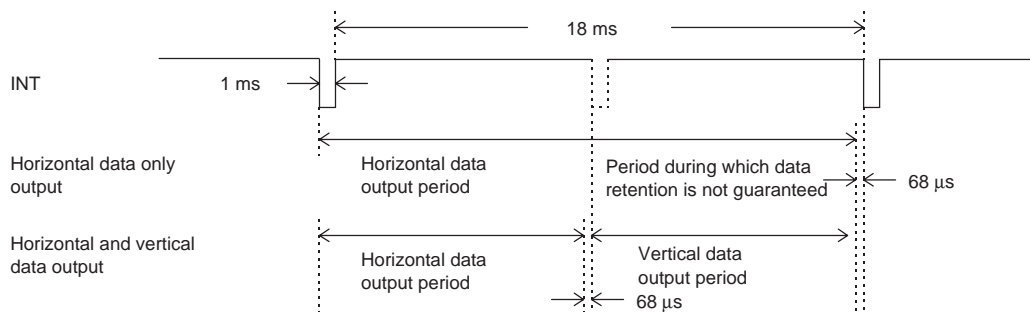 18 ms
INT
1 ms
Horizontal data only
output
Horizontal data
output period
Period during which data
retention is not guaranteed
68 µs
Horizontal and vertical
data output
Horizontal data
output period
Vertical data
output period
68 µs